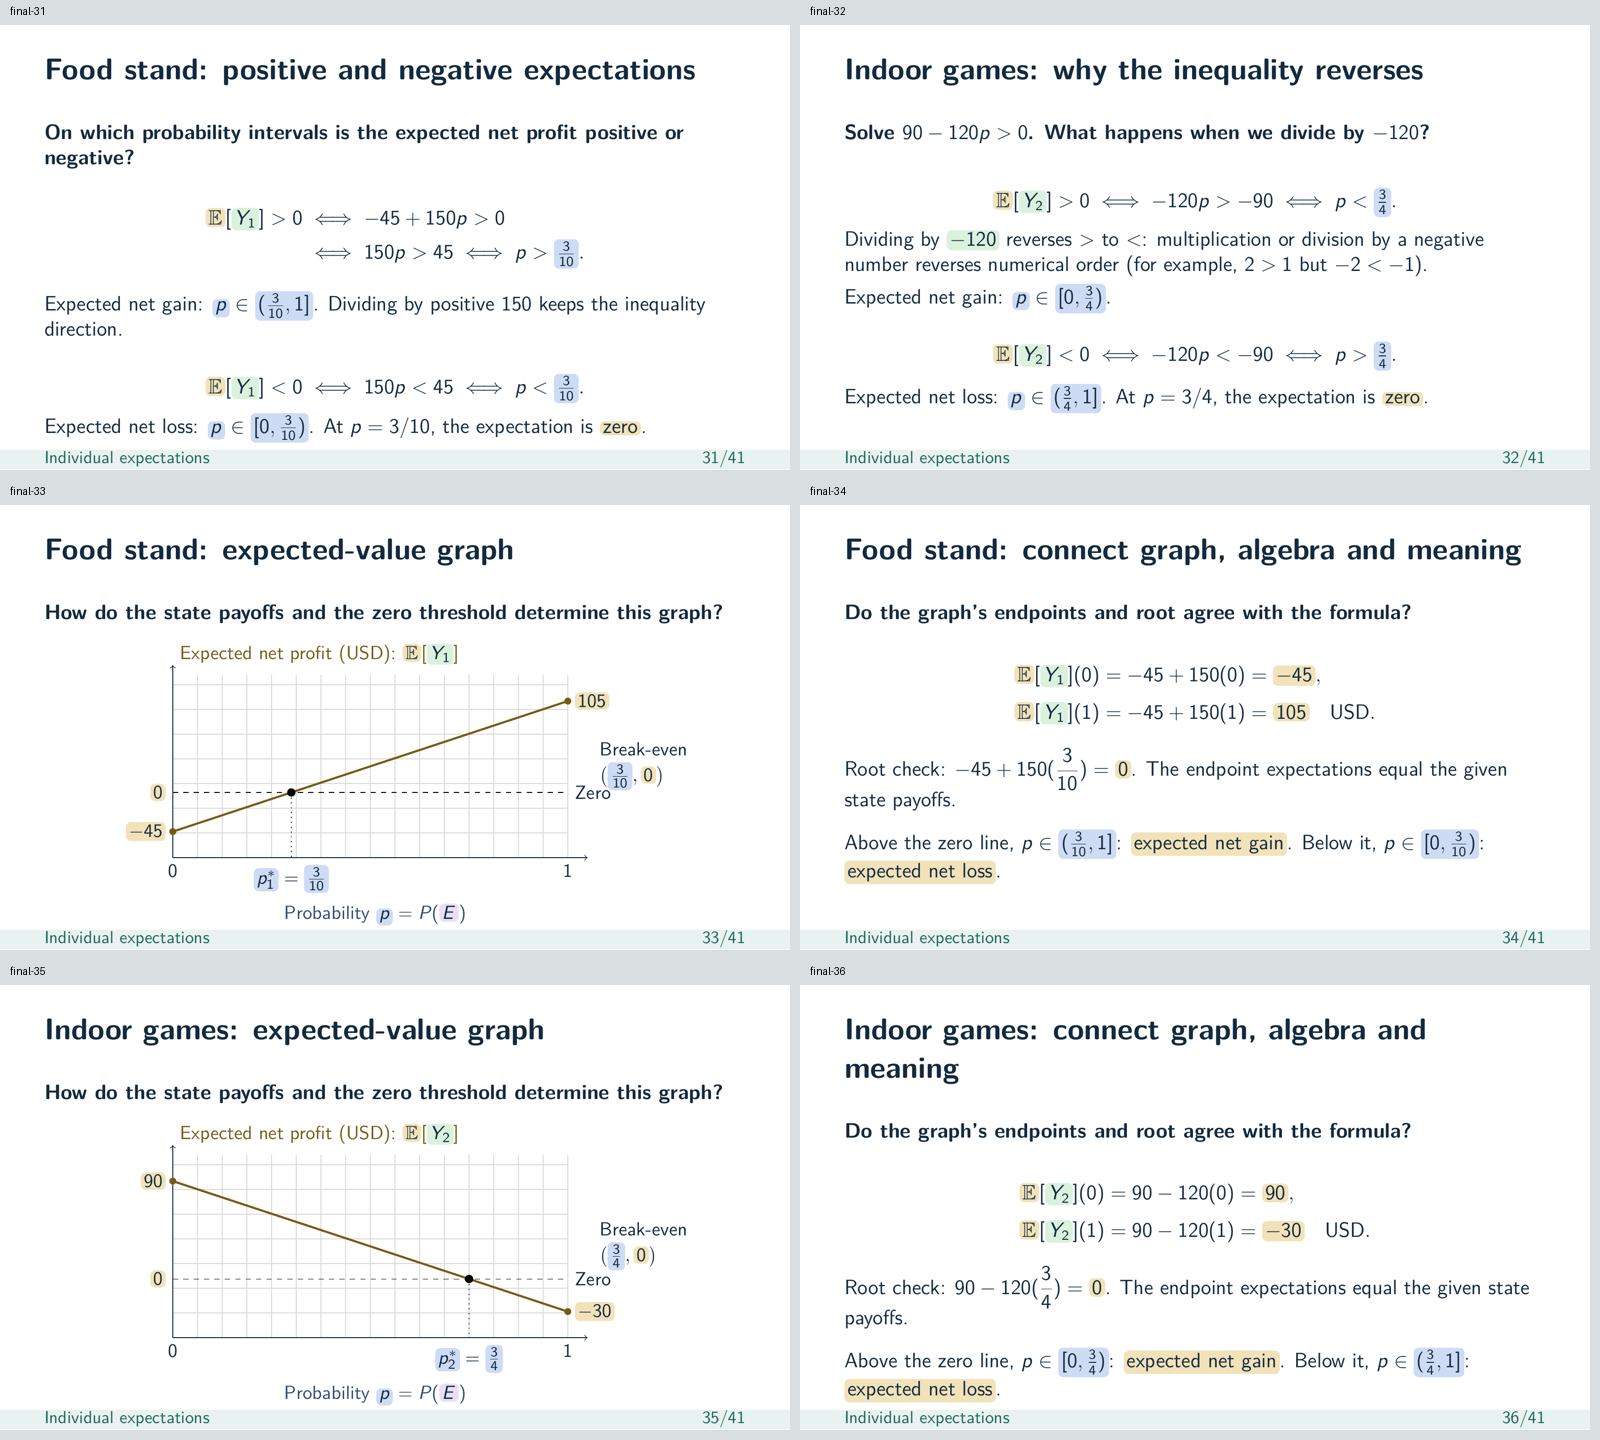 final-31
Food stand: positive and negative expectations
On which probability intervals is the expected net profit positive or
negative?
𝔼[Y₁] > 0 ⟺ −45 + 150p > 0
⟺ 150p > 45 ⟺ p > 3/10.
Expected net gain: p ∈ (3/10, 1]. Dividing by positive 150 keeps the inequality
direction.
𝔼[Y₁] < 0 ⟺ 150p < 45 ⟺ p < 3/10.
Expected net loss: p ∈ [0, 3/10). At p = 3/10, the expectation is zero.
Individual expectations 31/41
final-32
Indoor games: why the inequality reverses
Solve 90 − 120p > 0. What happens when we divide by −120?
𝔼[Y₂] > 0 ⟺ −120p > −90 ⟺ p < 3/4.
Dividing by −120 reverses > to <: multiplication or division by a negative
number reverses numerical order (for example, 2 > 1 but −2 < −1).
Expected net gain: p ∈ [0, 3/4).
𝔼[Y₂] < 0 ⟺ −120p < −90 ⟺ p > 3/4.
Expected net loss: p ∈ (3/4, 1]. At p = 3/4, the expectation is zero.
Individual expectations 32/41
final-33
Food stand: expected-value graph
How do the state payoffs and the zero threshold determine this graph?
Expected net profit (USD): 𝔼[Y₁]
105
Break-even
(3/10, 0)
0
Zero
−45
0
1
p₁* = 3/10
Probability p = P(E)
Individual expectations 33/41
final-34
Food stand: connect graph, algebra and meaning
Do the graph's endpoints and root agree with the formula?
𝔼[Y₁](0) = −45 + 150(0) = −45,
𝔼[Y₁](1) = −45 + 150(1) = 105 USD.
Root check: −45 + 150(3/10) = 0. The endpoint expectations equal the given
state payoffs.
Above the zero line, p ∈ (3/10, 1]: expected net gain. Below it, p ∈ [0, 3/10):
expected net loss.
Individual expectations 34/41
final-35
Indoor games: expected-value graph
How do the state payoffs and the zero threshold determine this graph?
Expected net profit (USD): 𝔼[Y₂]
90
Break-even
(3/4, 0)
0
Zero
−30
0
1
p₂* = 3/4
Probability p = P(E)
Individual expectations 35/41
final-36
Indoor games: connect graph, algebra and
meaning
Do the graph's endpoints and root agree with the formula?
𝔼[Y₂](0) = 90 − 120(0) = 90,
𝔼[Y₂](1) = 90 − 120(1) = −30 USD.
Root check: 90 − 120(3/4) = 0. The endpoint expectations equal the given state
payoffs.
Above the zero line, p ∈ [0, 3/4): expected net gain. Below it, p ∈ (3/4, 1]:
expected net loss.
Individual expectations 36/41